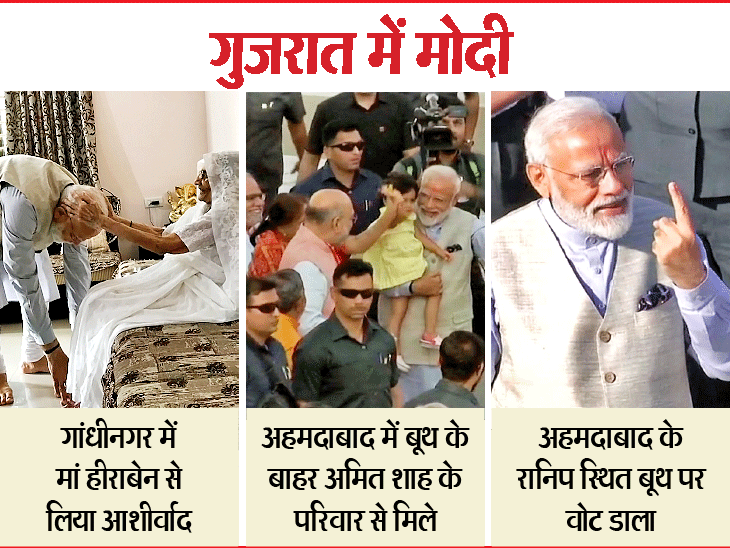 गुजरात में मोदी
गांधीनगर में
मां हीराबेन से
लिया आशीर्वाद
अहमदाबाद में बूथ के
बाहर अमित शाह के
परिवार से मिले
अहमदाबाद के
रानिप स्थित बूथ पर
वोट डाला